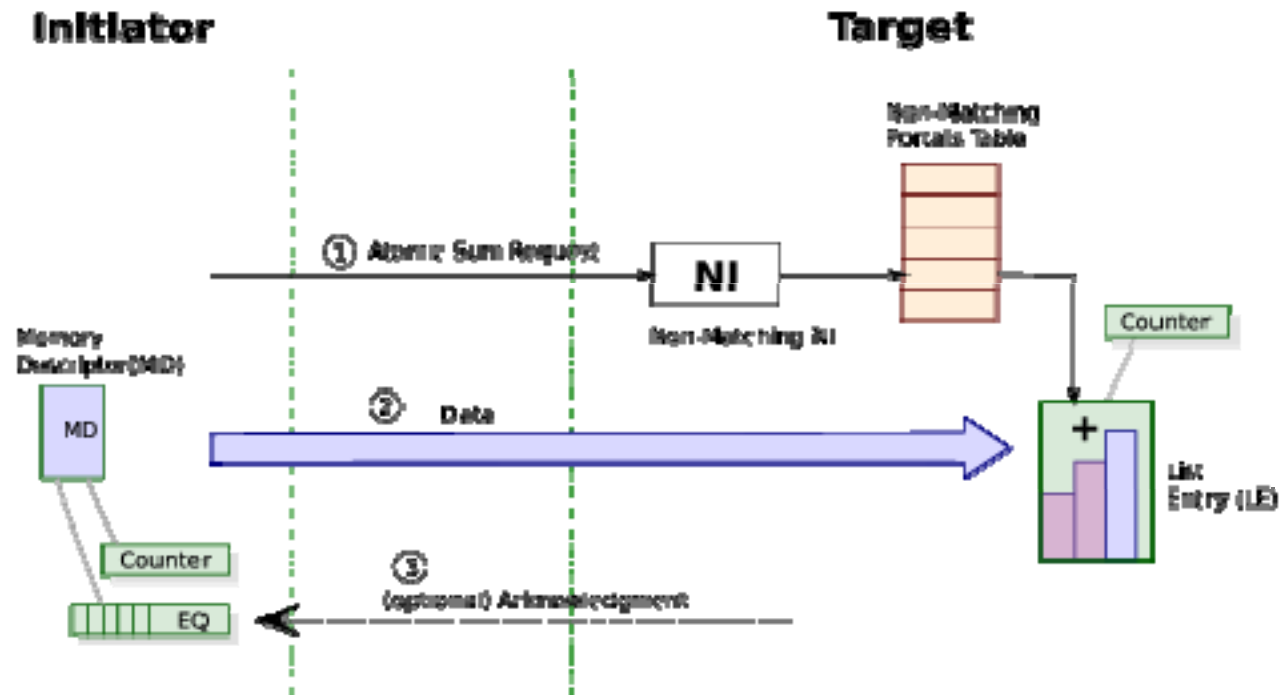 Initiator
Target
Non-Matching
Portals Table
① Atomic Sum Request
NI
Non-Matching NI
Counter
Memory
Descriptor(MD)
MD
② Data
+
List
Entry (LE)
Counter
③
(optional) Acknowledgment
EQ